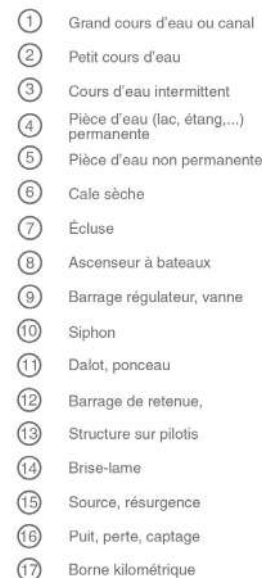 1 Grand cours d'eau ou canal
2 Petit cours d'eau
3 Cours d'eau intermittent
4 Pièce d'eau (lac, étang,...)
permanente
5 Pièce d'eau non permanente
6 Cale sèche
7 Écluse
8 Ascenseur à bateaux
9 Barrage régulateur, vanne
10 Siphon
11 Dalot, ponceau
12 Barrage de retenue,
13 Structure sur pilotis
14 Brise-lame
15 Source, résurgence
16 Puit, perte, captage
17 Borne kilométrique